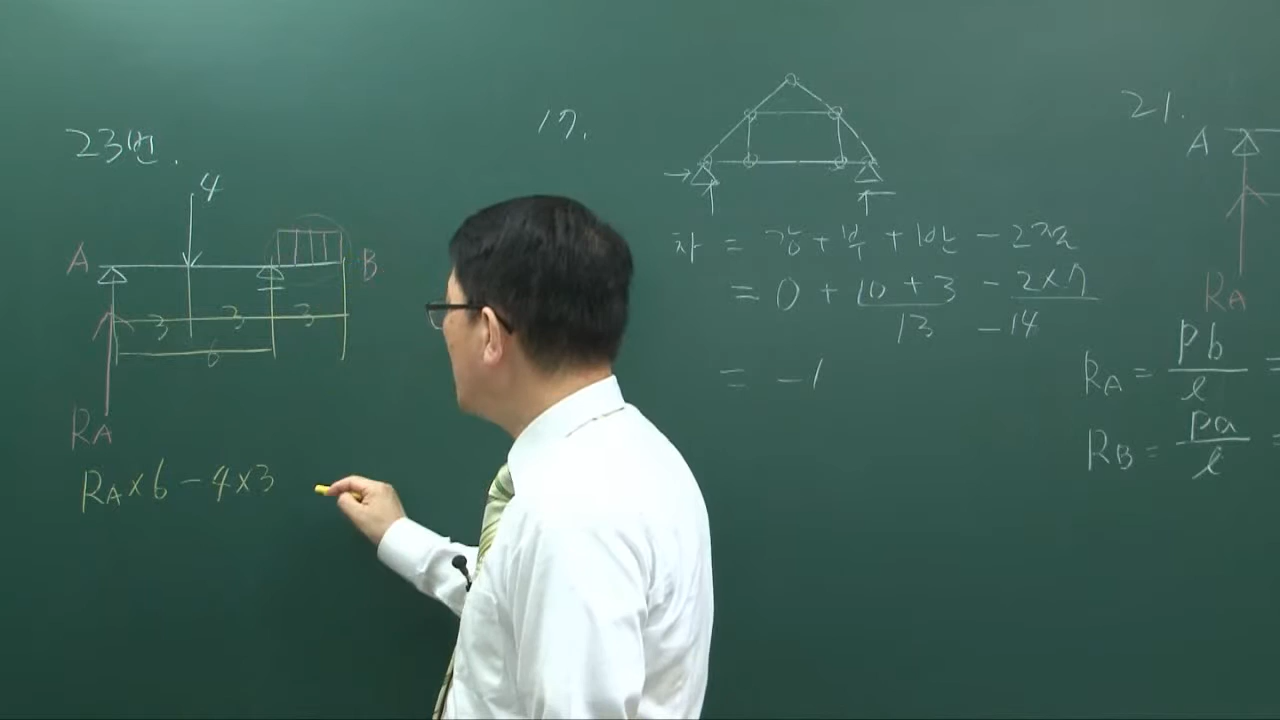 23번.
4
A
B
3 3 3
6
RA
RA×6-4×3
17.
차 = 강+부+반-2절
= 0 + 10+3 - 2×7
13 -14
= -1
21.
A
RA
RA = Pb/ℓ =
RB = Pa/ℓ =